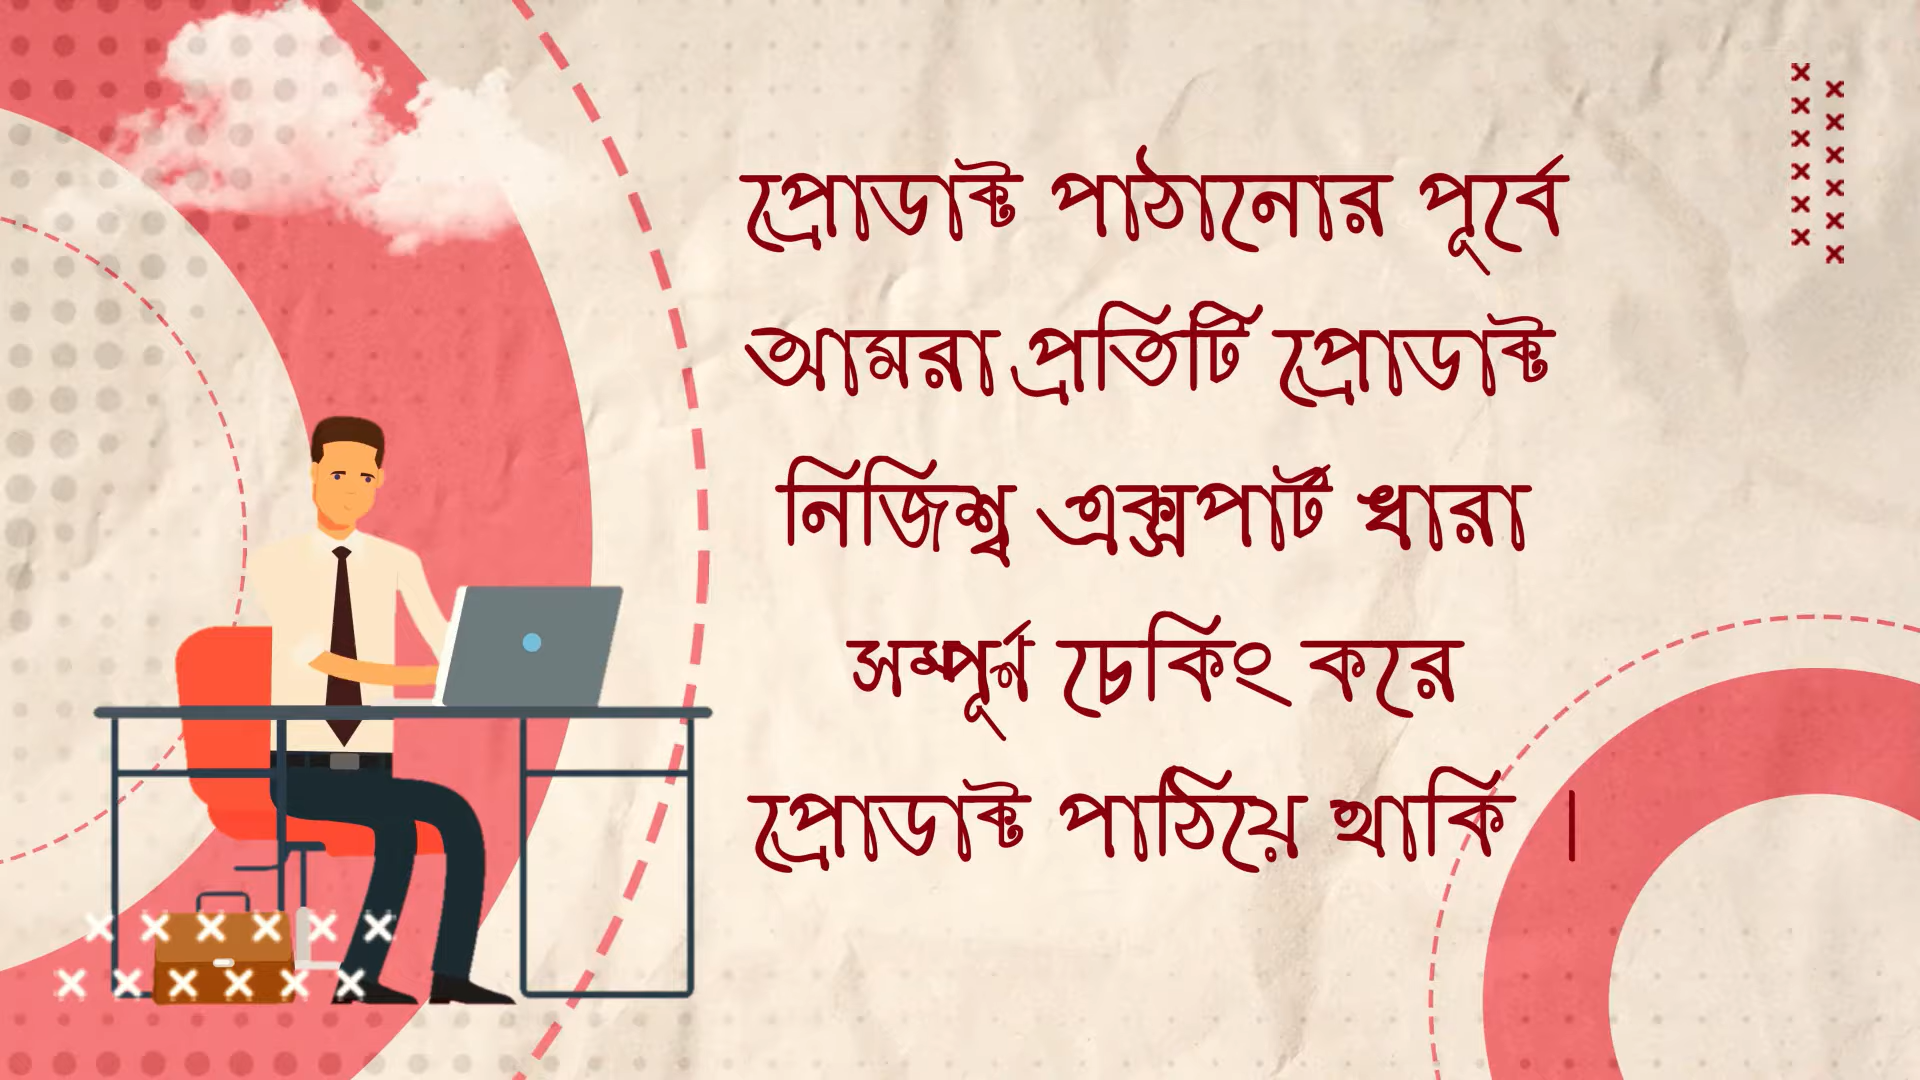 প্রোডাক্ট পাঠানোর পূর্বে
আমরা প্রতিটি প্রোডাক্ট
নিজিশ্ব এক্সপার্ট ধারা
সম্পূর্ণ চেকিং করে
প্রোডাক্ট পাঠিয়ে থাকি ।